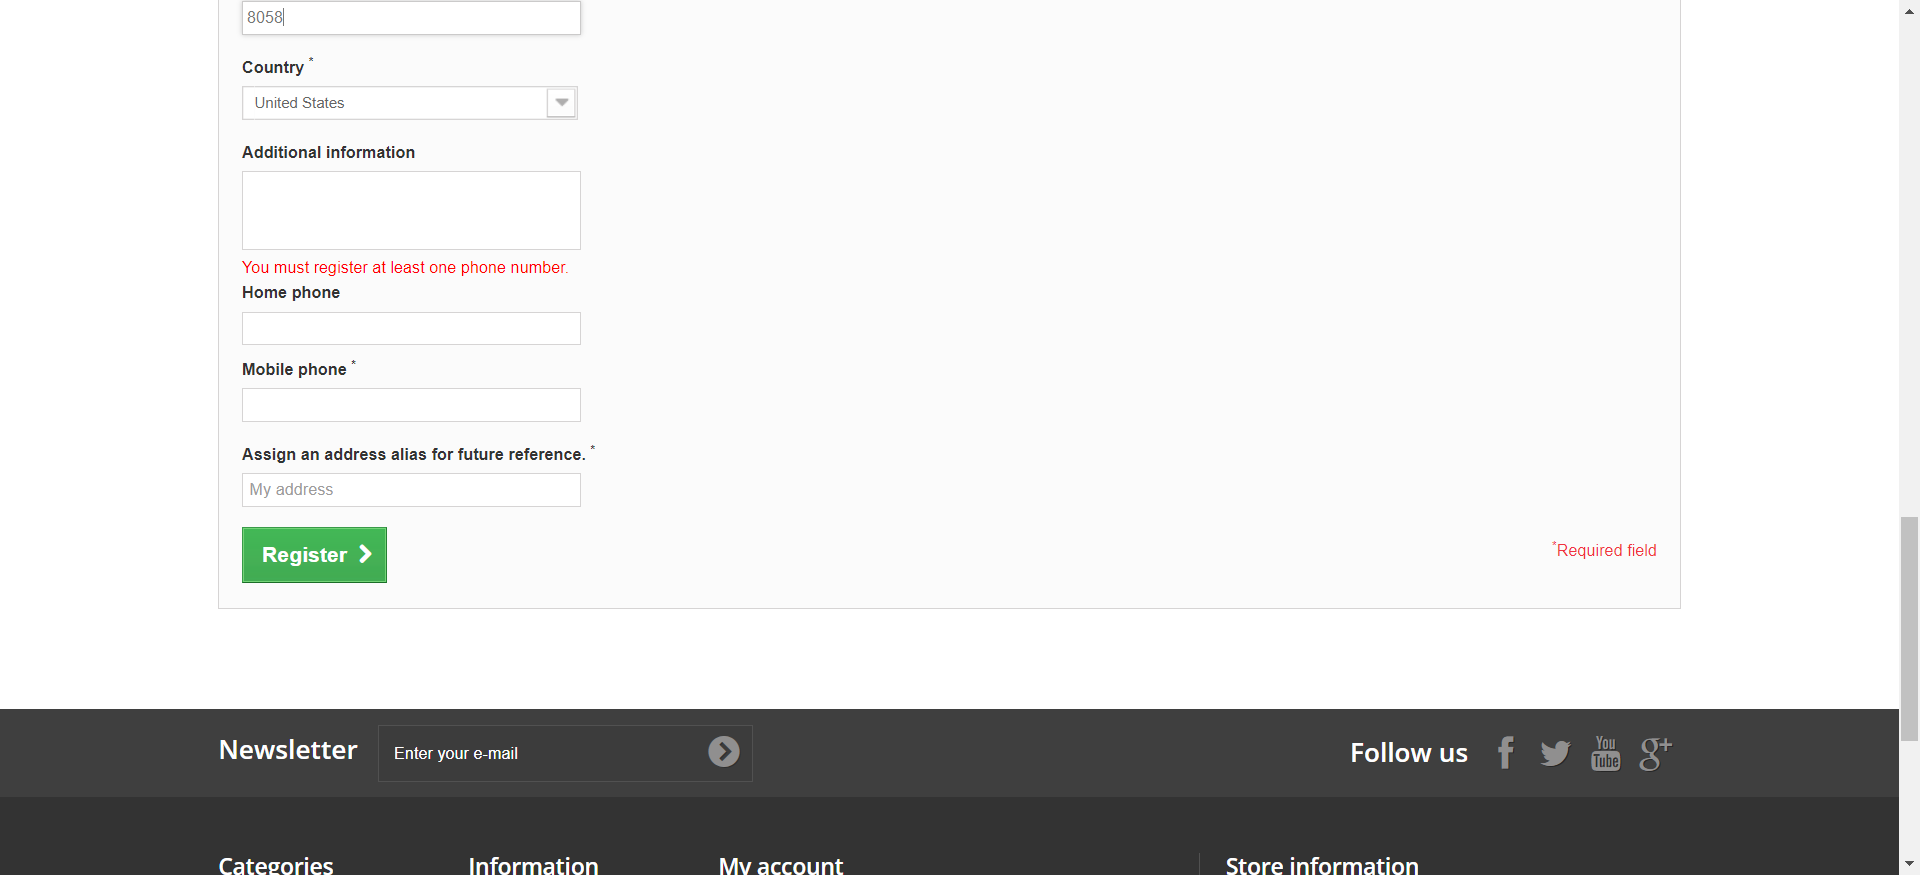 8058
Country *
United States
Additional information
You must register at least one phone number.
Home phone
Mobile phone *
Assign an address alias for future reference. *
My address
Register
*Required field
Newsletter
Enter your e-mail
Follow us
You
Tube
g+
Categories
Information
My account
Store information